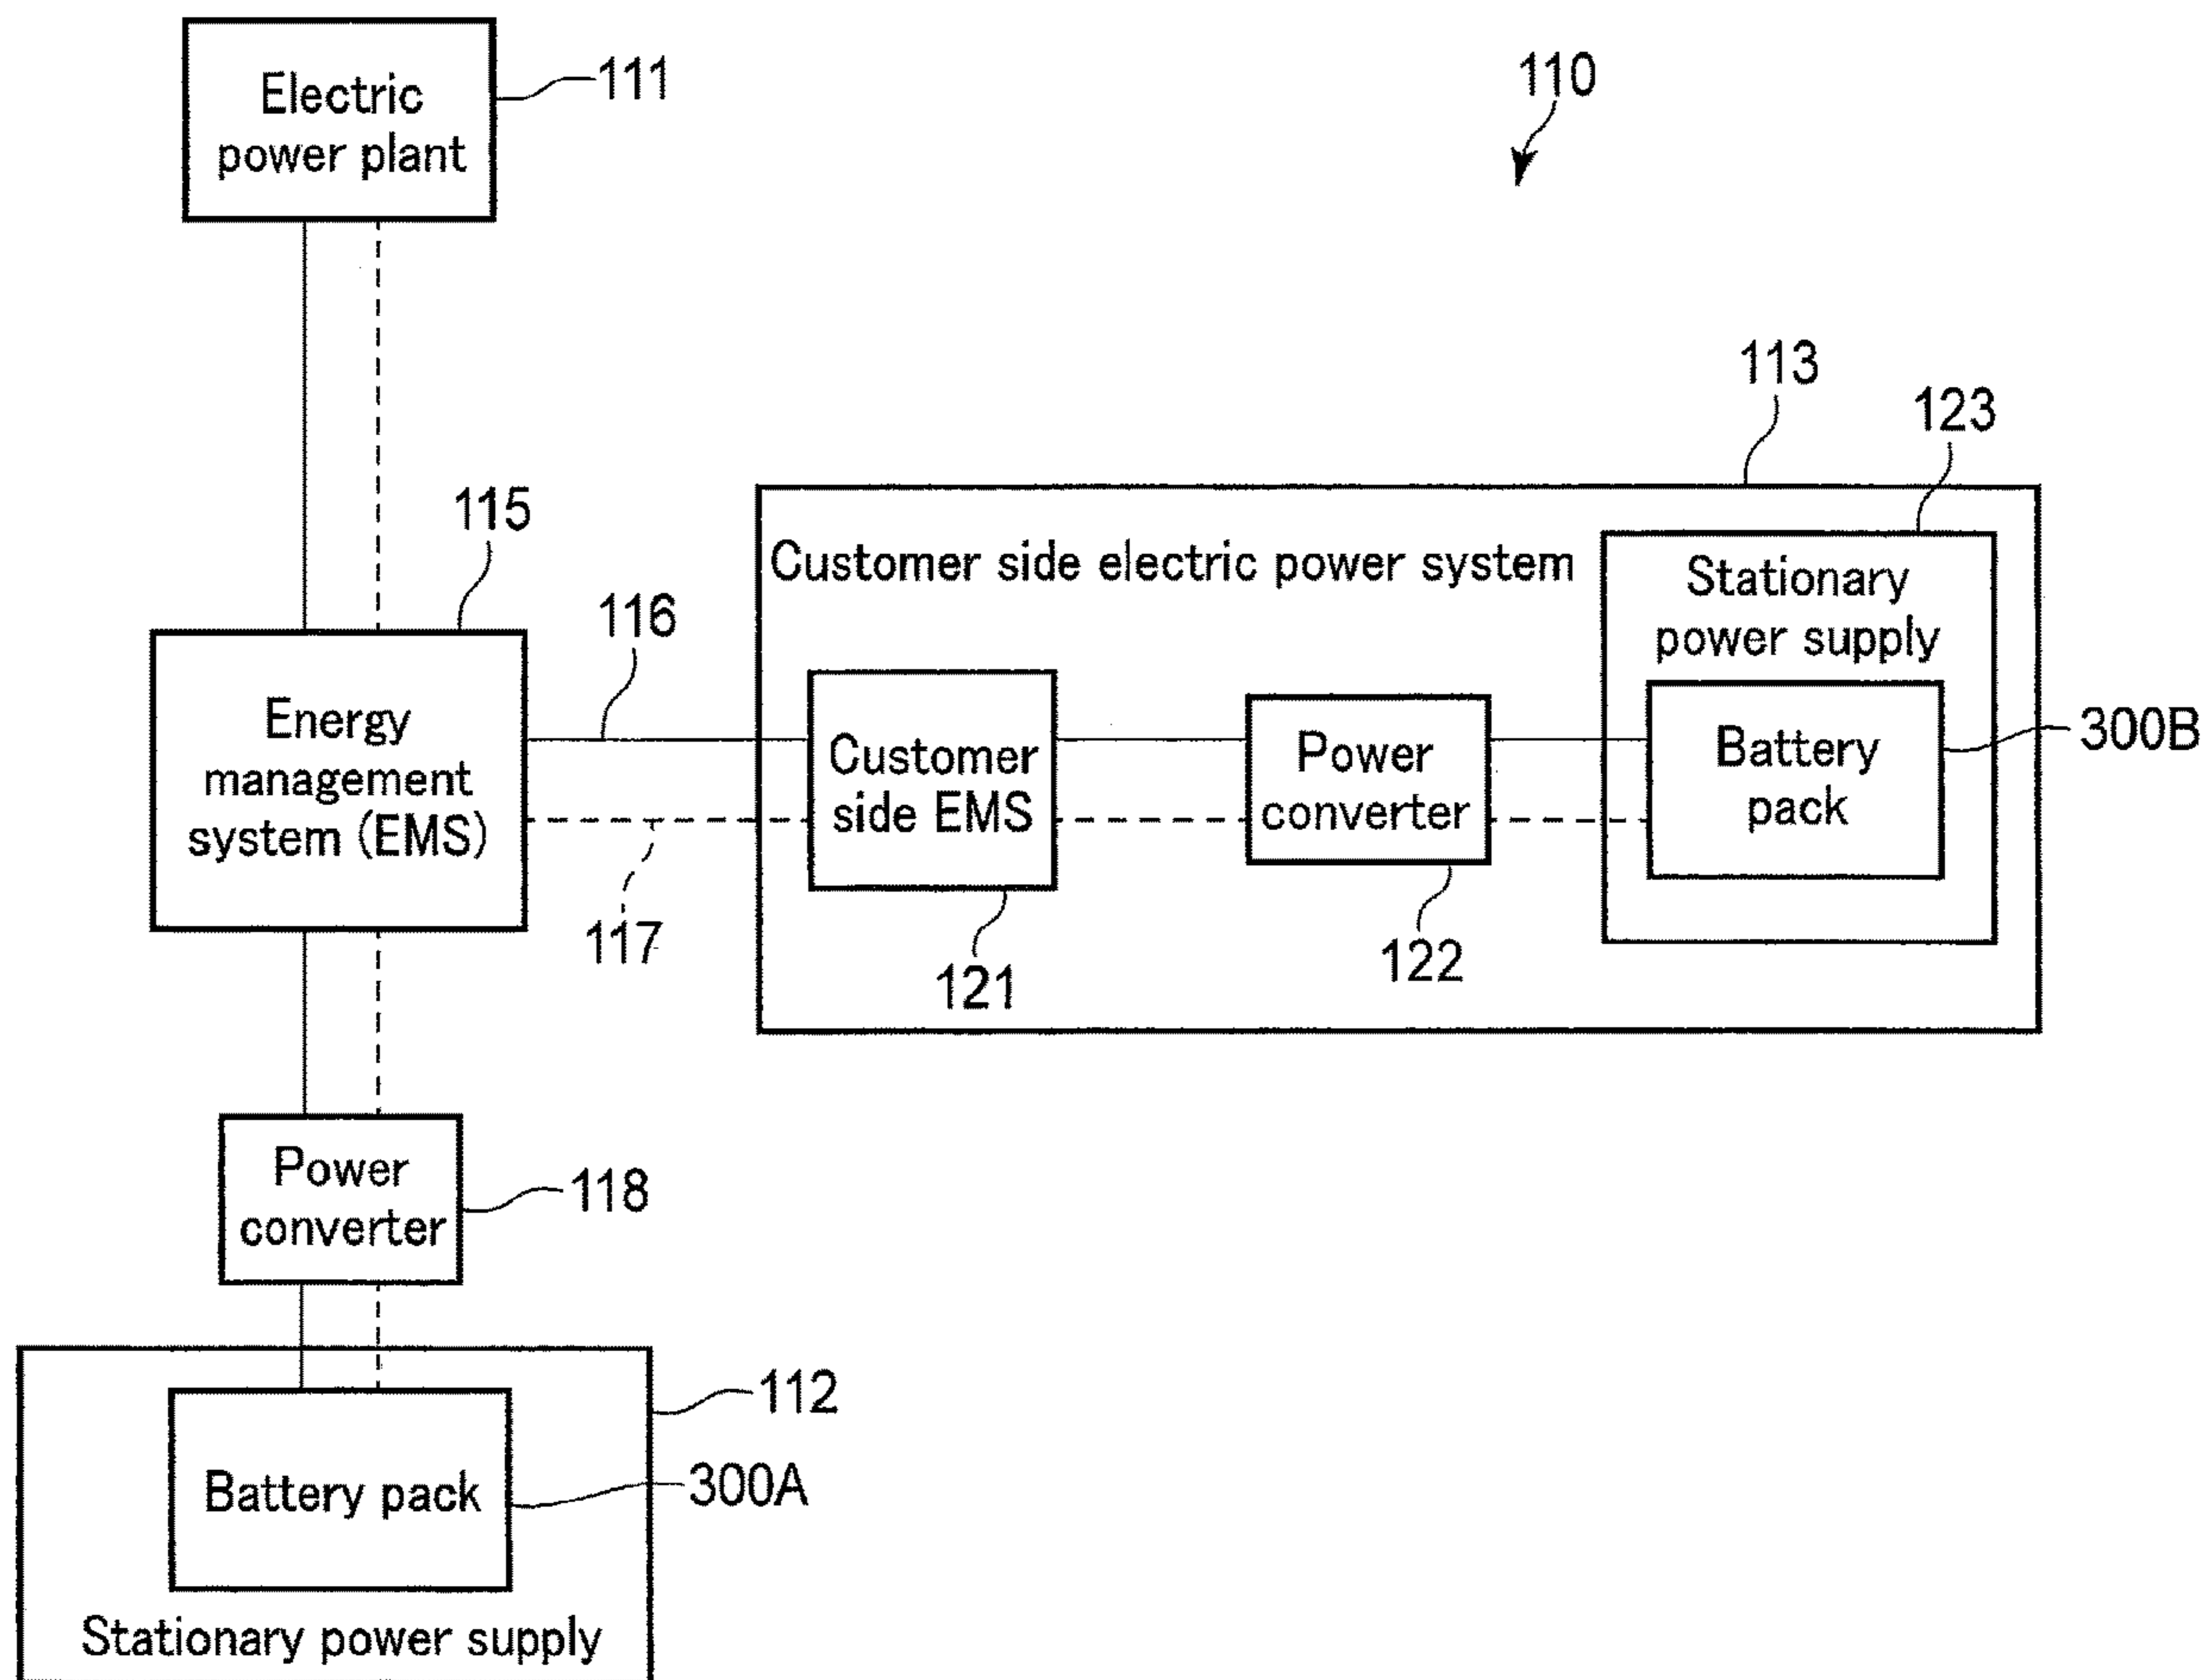 Electric
power plant
111
110
113
123
115
116
Customer side electric power system
Stationary
power supply
Energy
management
system (EMS)
Customer
side EMS
Power
converter
Battery
pack
300B
117
121
122
Power
converter
118
112
Battery pack
300A
Stationary power supply